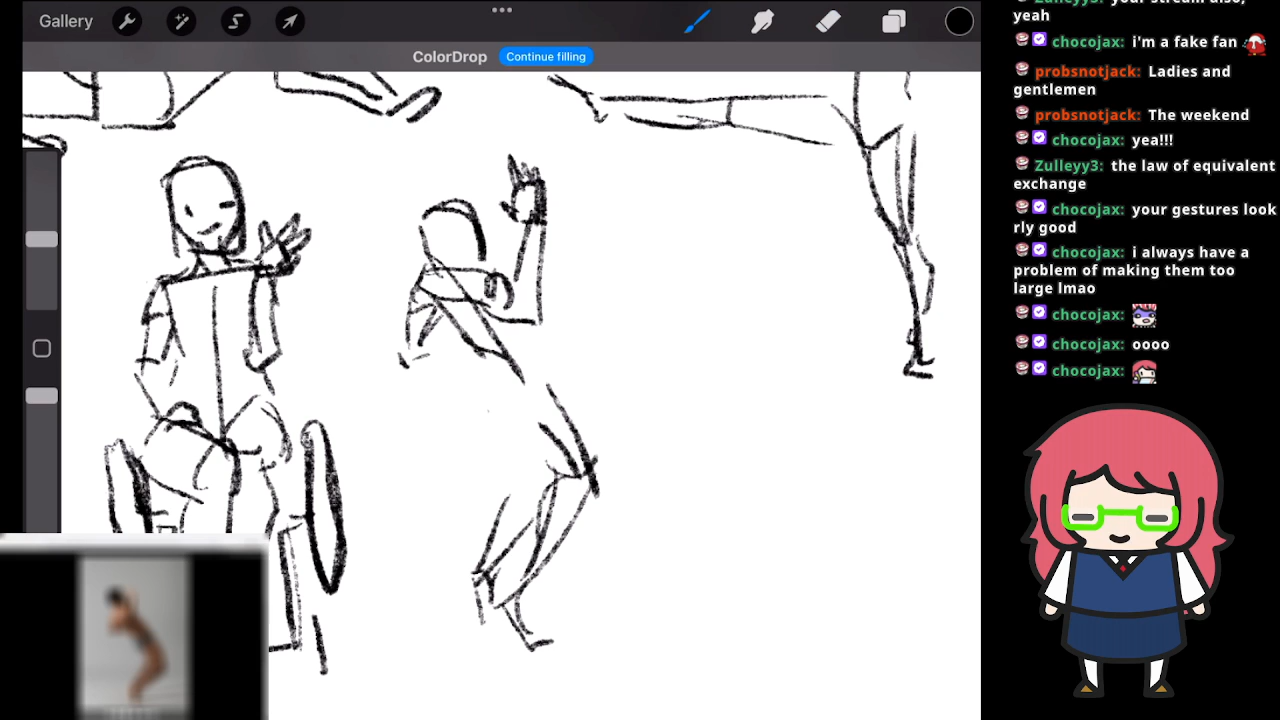 Gallery
ColorDrop Continue filling
yeah
chocojax: i'm a fake fan
probsnotjack: Ladies and
gentlemen
probsnotjack: The weekend
chocojax: yea!!!
Zulleyy3: the law of equivalent
exchange
chocojax: your gestures look
rly good
chocojax: i always have a
problem of making them too
large lmao
chocojax:
chocojax: oooo
chocojax: